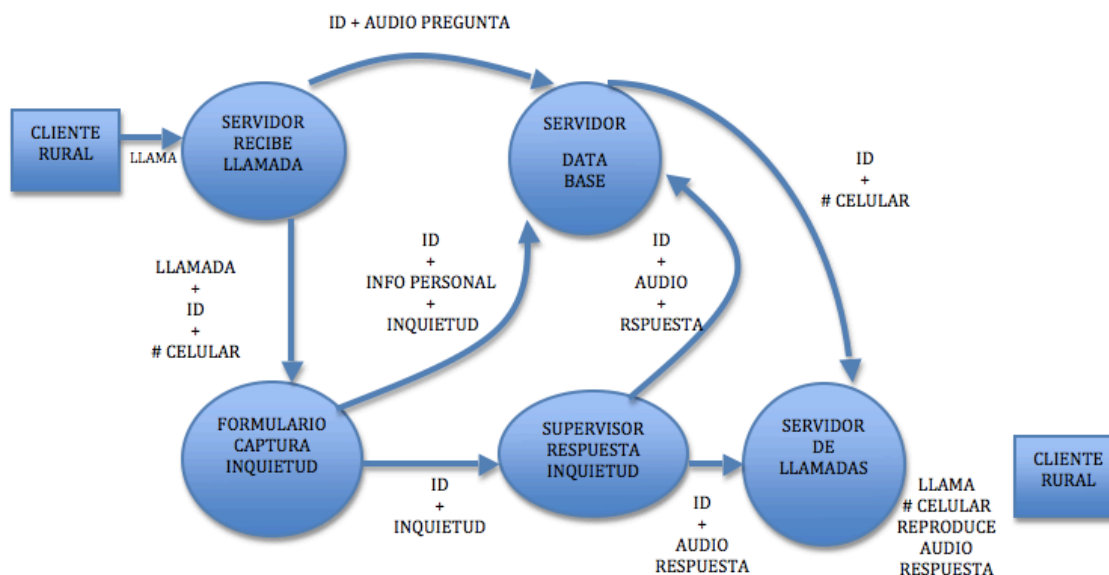 ID + AUDIO PREGUNTA
CLIENTE
RURAL
LLAMA
SERVIDOR
RECIBE
LLAMADA
SERVIDOR
DATA
BASE
ID
+
# CELULAR
LLAMADA
+
ID
+
# CELULAR
ID
+
INFO PERSONAL
+
INQUIETUD
ID
+
AUDIO
+
RSPUESTA
FORMULARIO
CAPTURA
INQUIETUD
ID
+
INQUIETUD
SUPERVISOR
RESPUESTA
INQUIETUD
ID
+
AUDIO
RESPUESTA
SERVIDOR
DE
LLAMADAS
LLAMA
# CELULAR
REPRODUCE
AUDIO
RESPUESTA
CLIENTE
RURAL